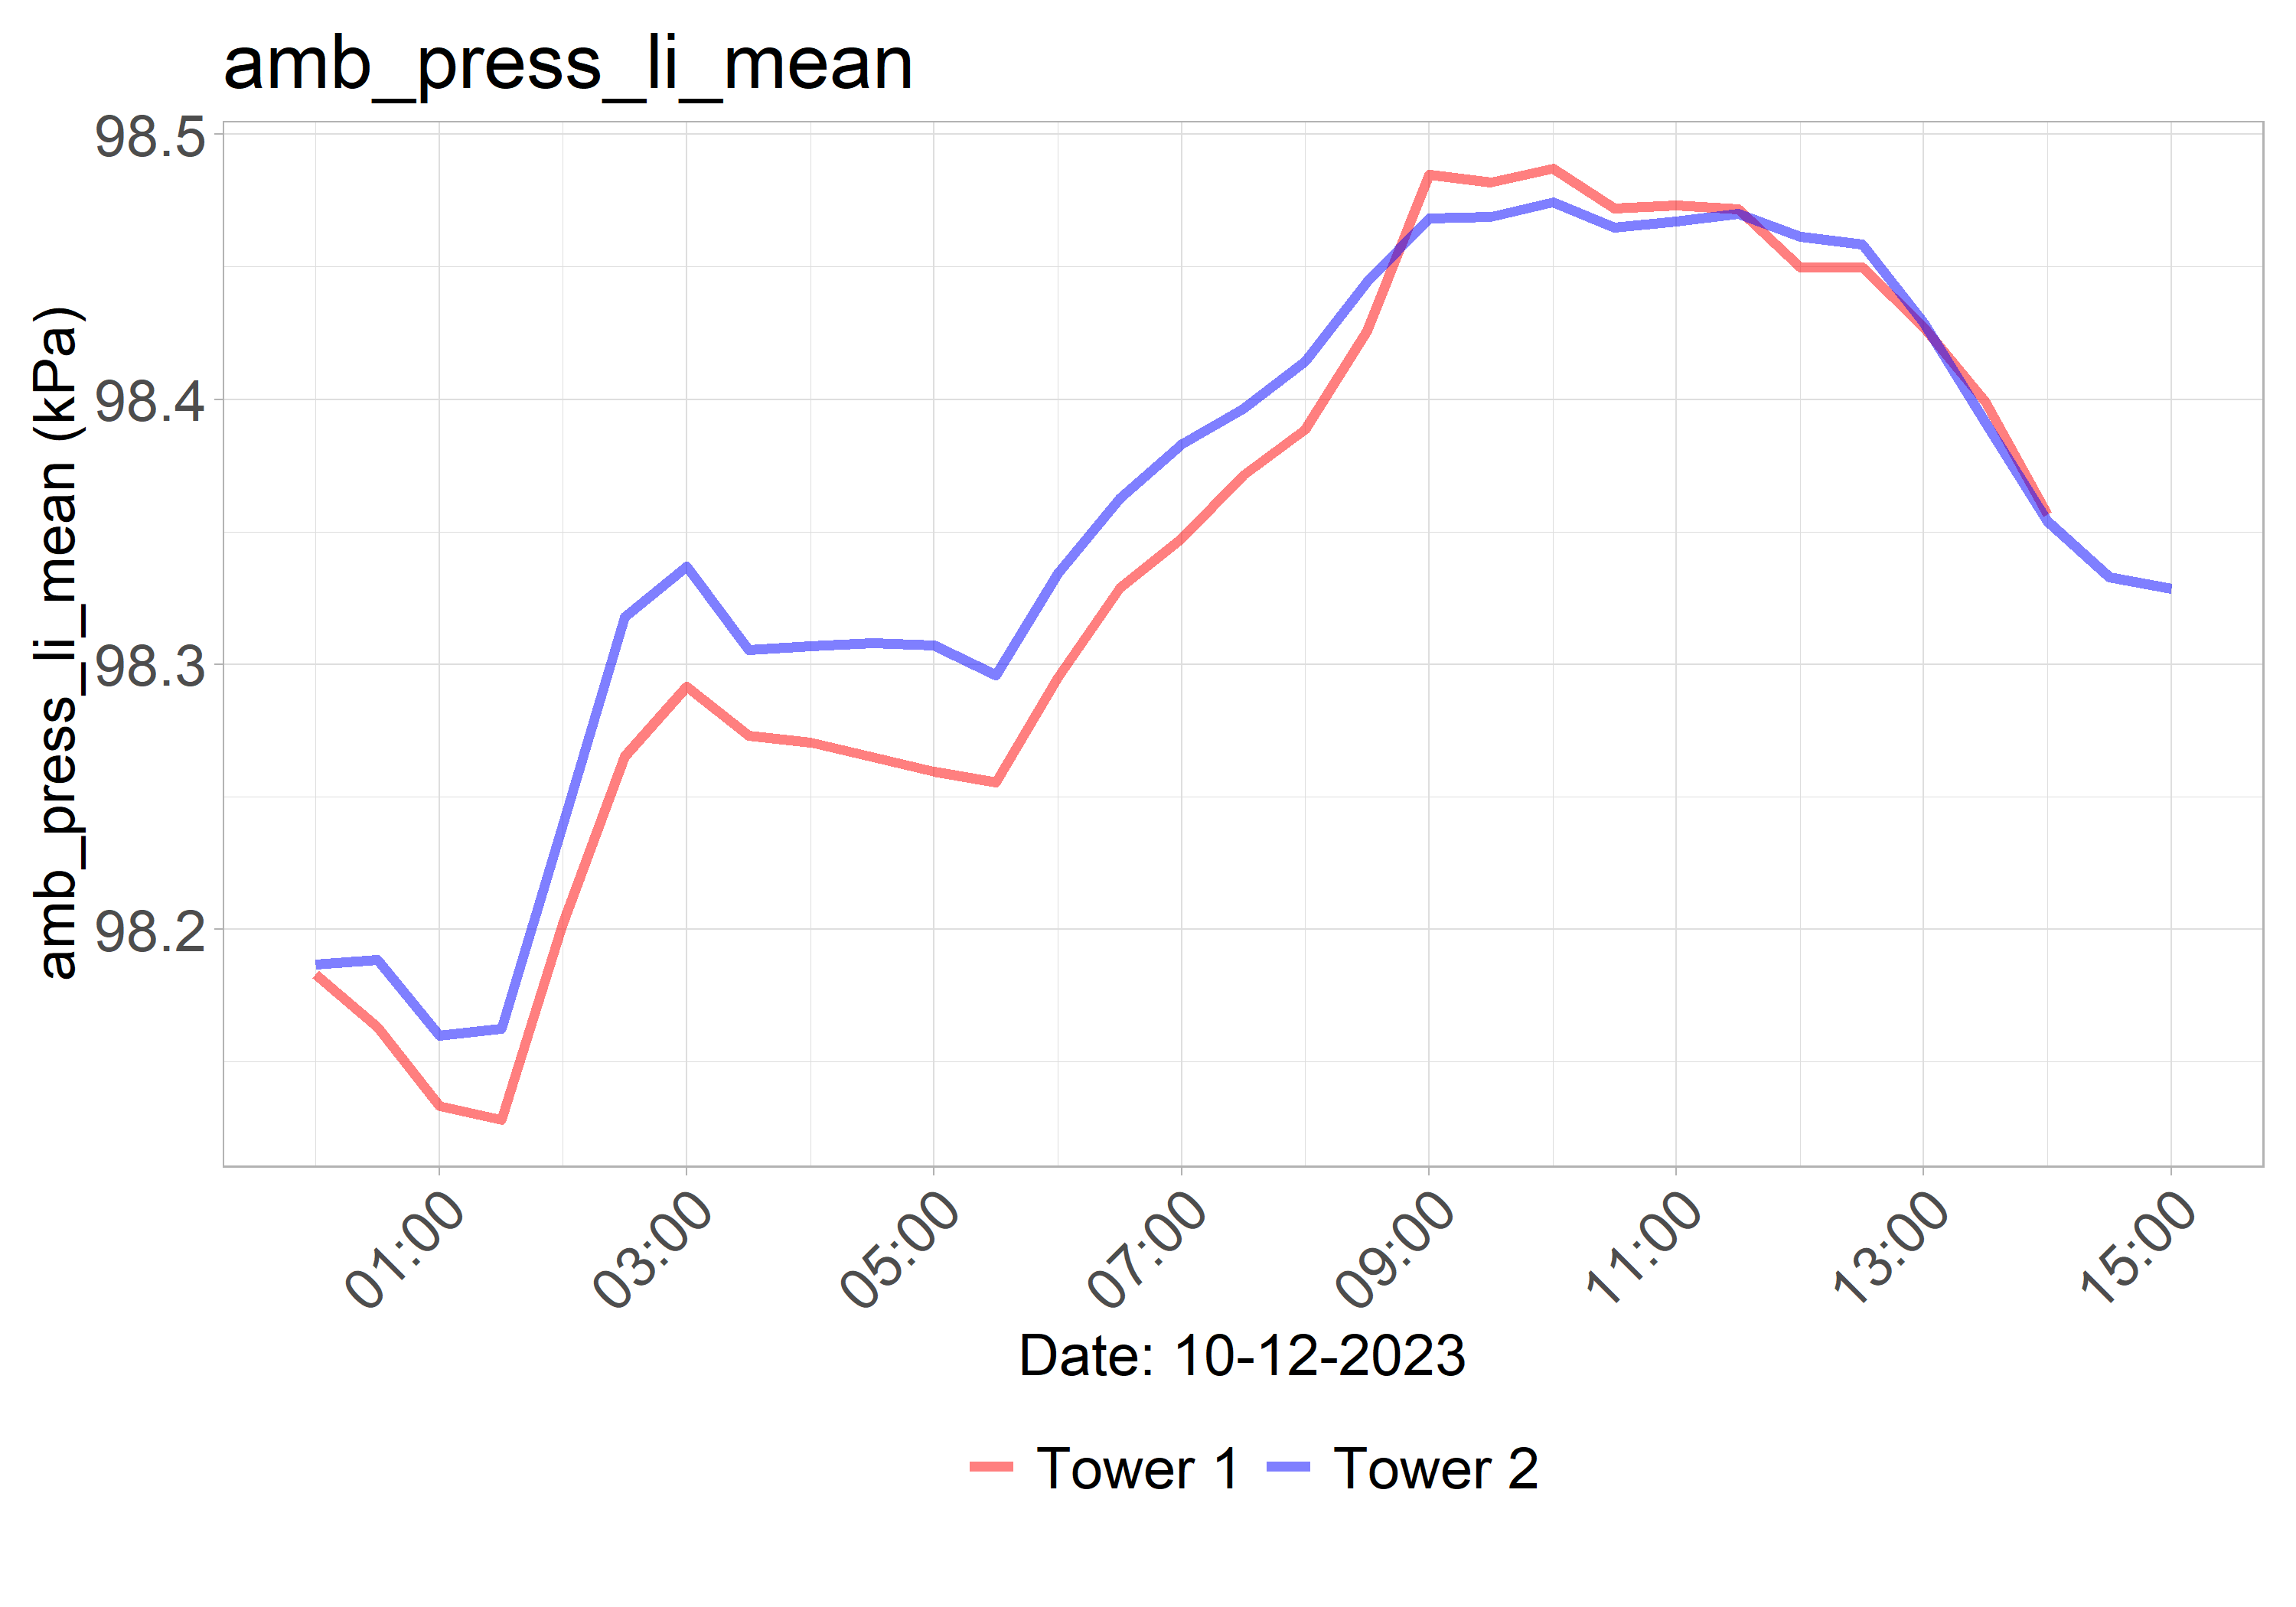 amb_press_li_mean
amb_press_li_mean (kPa)
98.5
98.4
98.3
98.2
01:00 03:00 05:00 07:00 09:00 11:00 13:00 15:00
Date: 10-12-2023
Tower 1 Tower 2